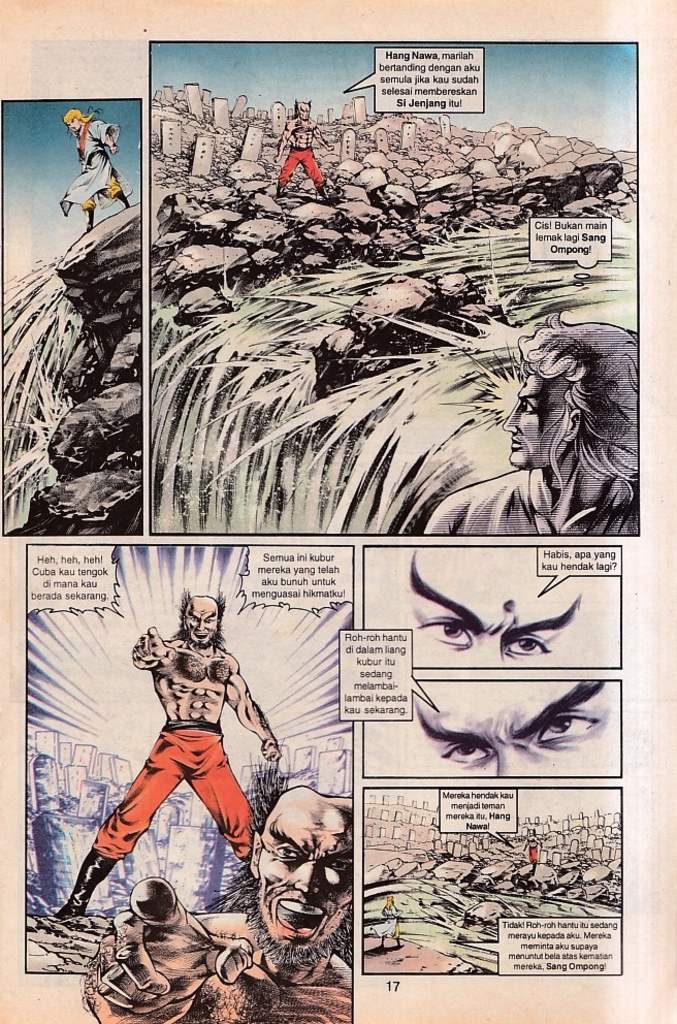 Hang Nawa, marilah
bertanding dengan aku
semula jika kau sudah
selesai membereskan
Si Jenjang itu!
Cis! Bukan main
lemak lagi Sang
Ompong!
Heh, heh, heh!
Cuba kau tengok
di mana kau
berada sekarang.
Semua ini kubur
mereka yang telah
aku bunuh untuk
menguasai hikmatku!
Habis, apa yang
kau hendak lagi?
Roh-roh hantu
di dalam liang
kubur itu
sedang
melambai-
lambai kepada
kau sekarang.
Mereka hendak kau
menjadi teman
mereka itu, Hang
Nawa!
Tidak! Roh-roh hantu itu sedang
merayu kepada aku. Mereka
meminta aku supaya
menuntut bela atas kematian
mereka, Sang Ompong!
17